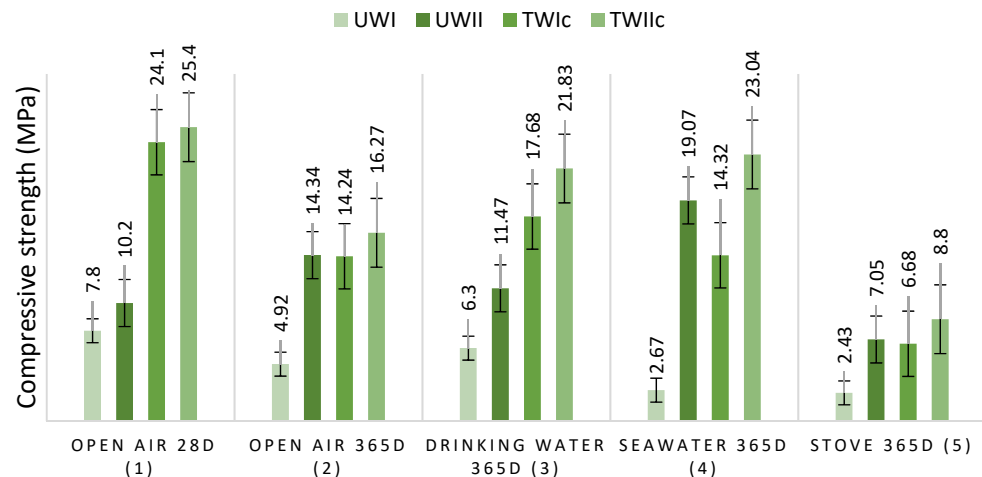 UWI UWII TWIc TWIIc
Compressive strength (MPa)
7.8
10.2
24.1
25.4
4.92
14.34
14.24
16.27
6.3
11.47
17.68
21.83
2.67
19.07
14.32
23.04
2.43
7.05
6.68
8.8
OPEN AIR 28D
(1)
OPEN AIR 365D
(2)
DRINKING WATER
365D (3)
SEAWATER 365D
(4)
STOVE 365D (5)